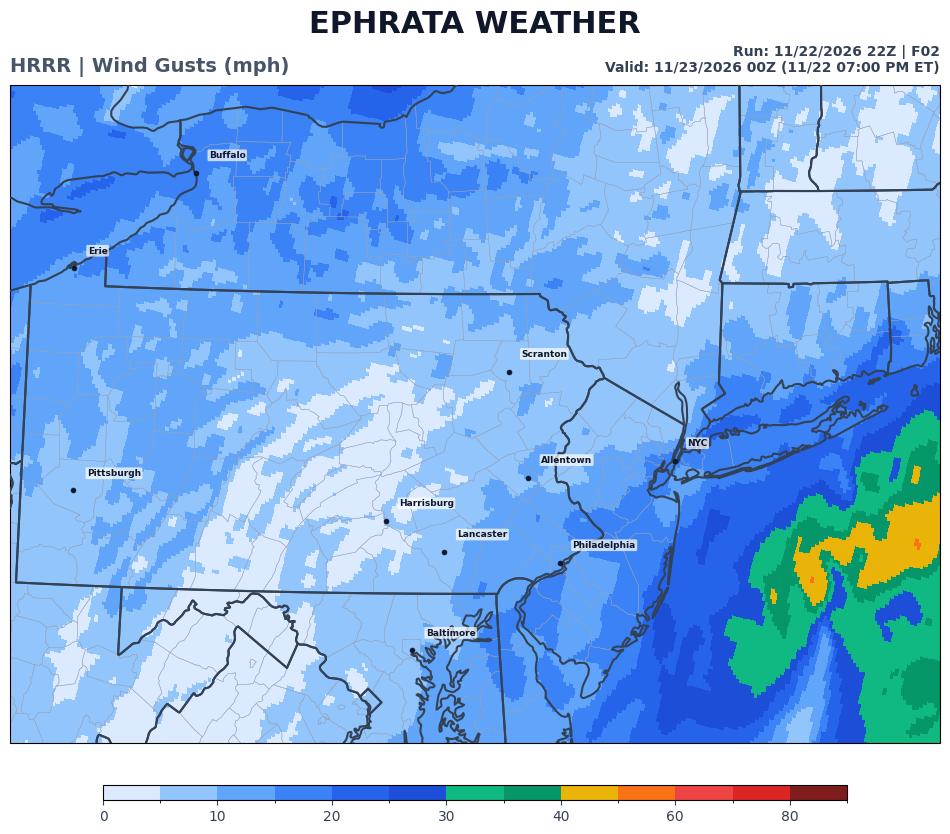 EPHRATA WEATHER
HRRR | Wind Gusts (mph)
Run: 11/22/2026 22Z | F02
Valid: 11/23/2026 00Z (11/22 07:00 PM ET)
Buffalo
Erie
Scranton
NYC
Allentown
Pittsburgh
Harrisburg
Lancaster
Philadelphia
Baltimore
0 10 20 30 40 50 60 70 80